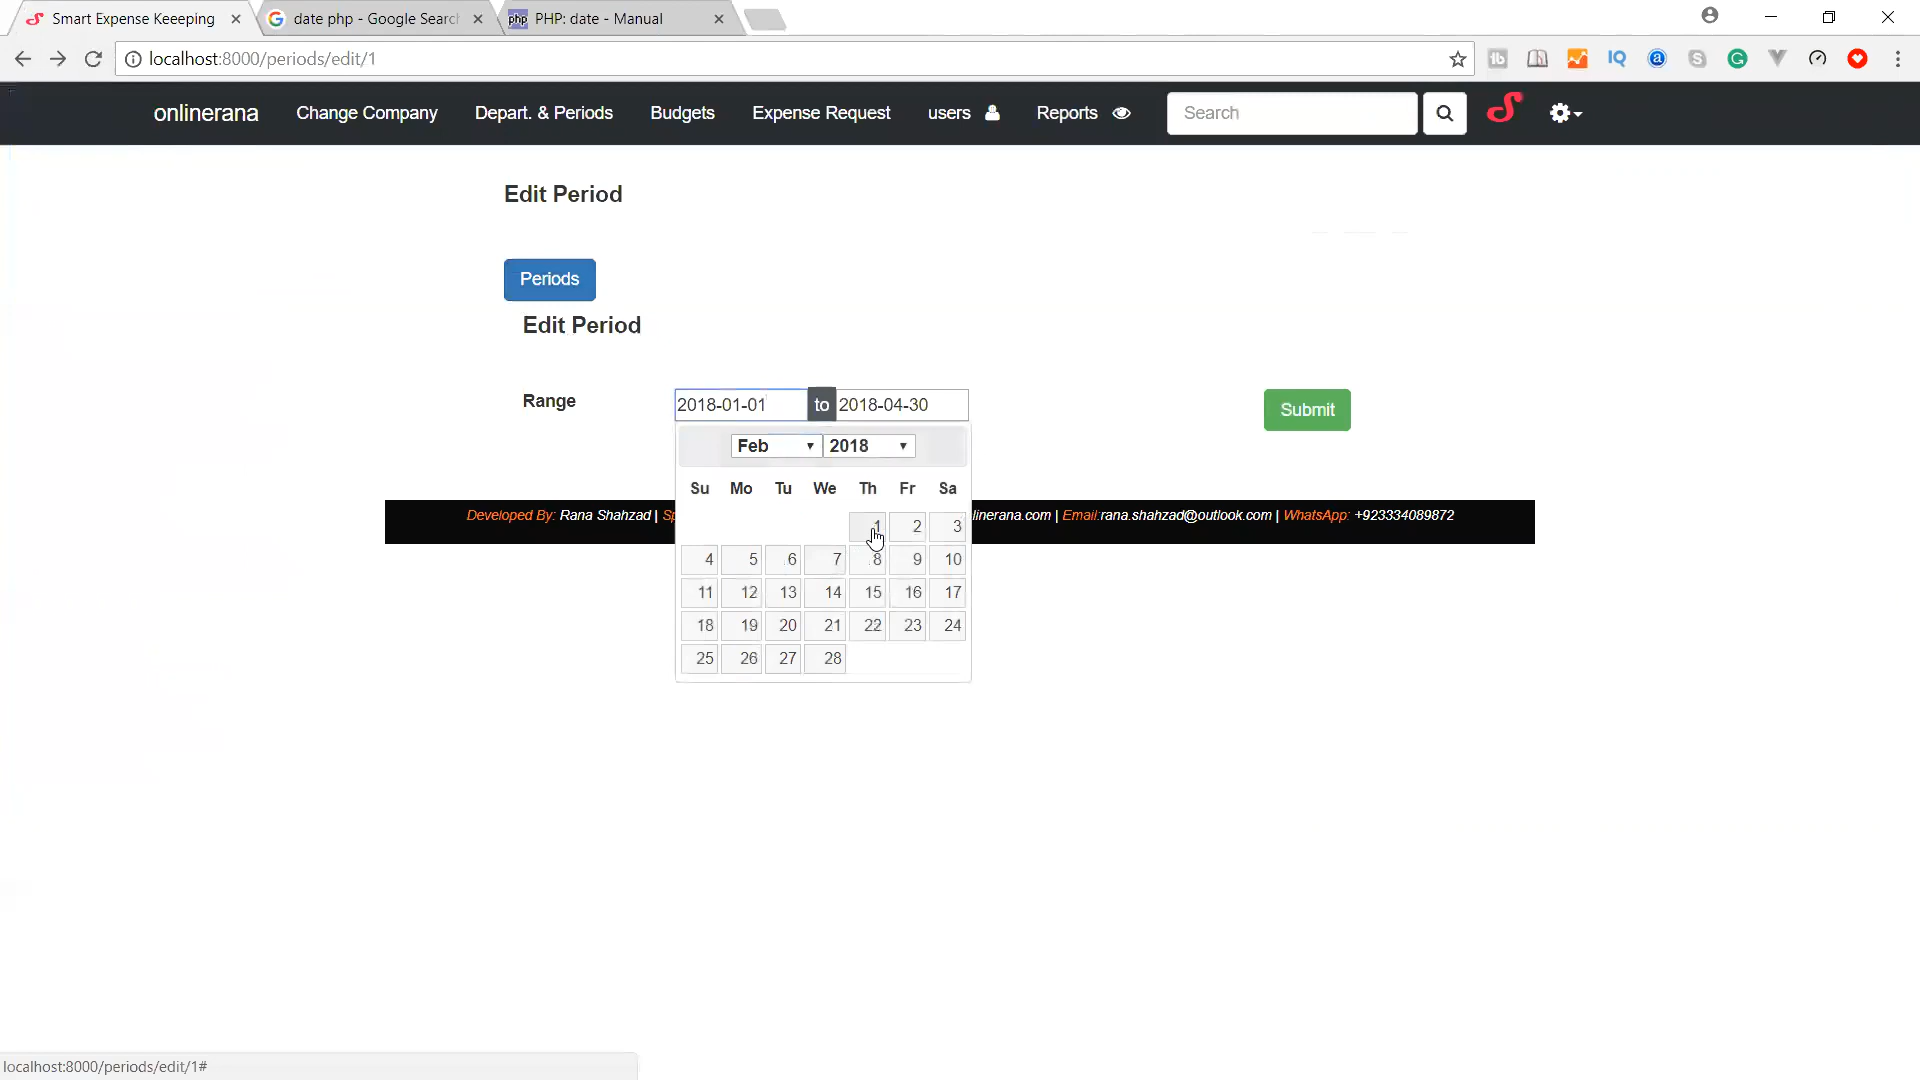 Smart Expense Keeeping
date php - Google Searc
php PHP: date - Manual
localhost:8000/periods/edit/1
onlinerana Change Company Depart. & Periods Budgets Expense Request users Reports Search
Edit Period
Periods
Edit Period
Range 2018-01-01 to 2018-04-30 Submit
Feb 2018
Su Mo Tu We Th Fr Sa
1 2 3
4 5 6 7 8 9 10
11 12 13 14 15 16 17
18 19 20 21 22 23 24
25 26 27 28
Developed By: Rana Shahzad | Sp linerana.com | Email:rana.shahzad@outlook.com | WhatsApp: +923334089872
localhost:8000/periods/edit/1#